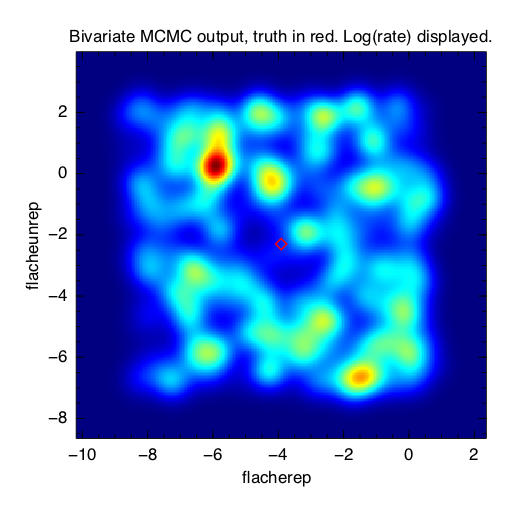 Bivariate MCMC output, truth in red. Log(rate) displayed.
2
0
−2
−4
−6
−8
flacheunrep
−10 −8 −6 −4 −2 0 2
flacherep